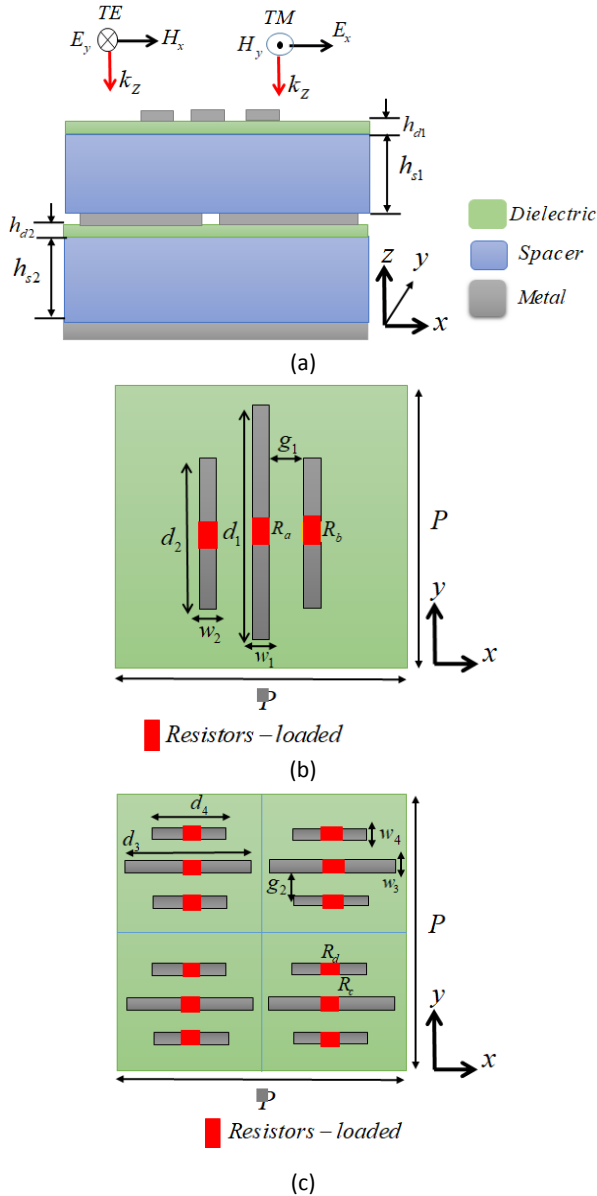 TE
TM
E_y
H_x
H_y
E_x
k_Z
k_Z
h_d1
h_s1
h_d2
h_s2
z
y
x
Dielectric
Spacer
Metal
(a)
g_1
d_2
d_1
R_a
R_b
P
w_2
w_1
y
x
P
Resistors–loaded
(b)
d_4
d_3
w_4
w_3
g_2
P
R_d
R_c
y
x
P
Resistors–loaded
(c)